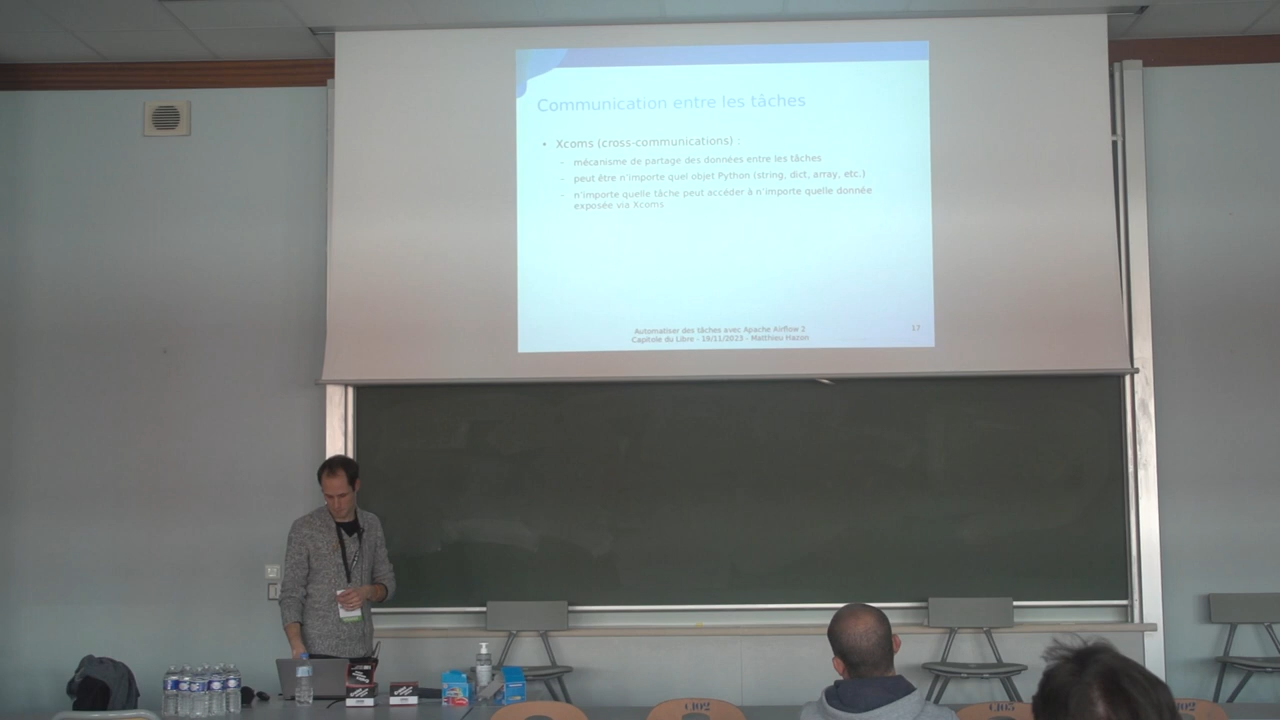 Communication entre les tâches
• Xcoms (cross-communications) :
- mécanisme de partage des données entre les tâches
- peut être n'importe quel objet Python (string, dict, array, etc.)
- n'importe quelle tâche peut accéder à n'importe quelle donnée
exposée via Xcoms
Automatiser des tâches avec Apache Airflow 2
Capitole du Libre - 19/11/2023 - Matthieu Hazon
17
CJ02
CJ03